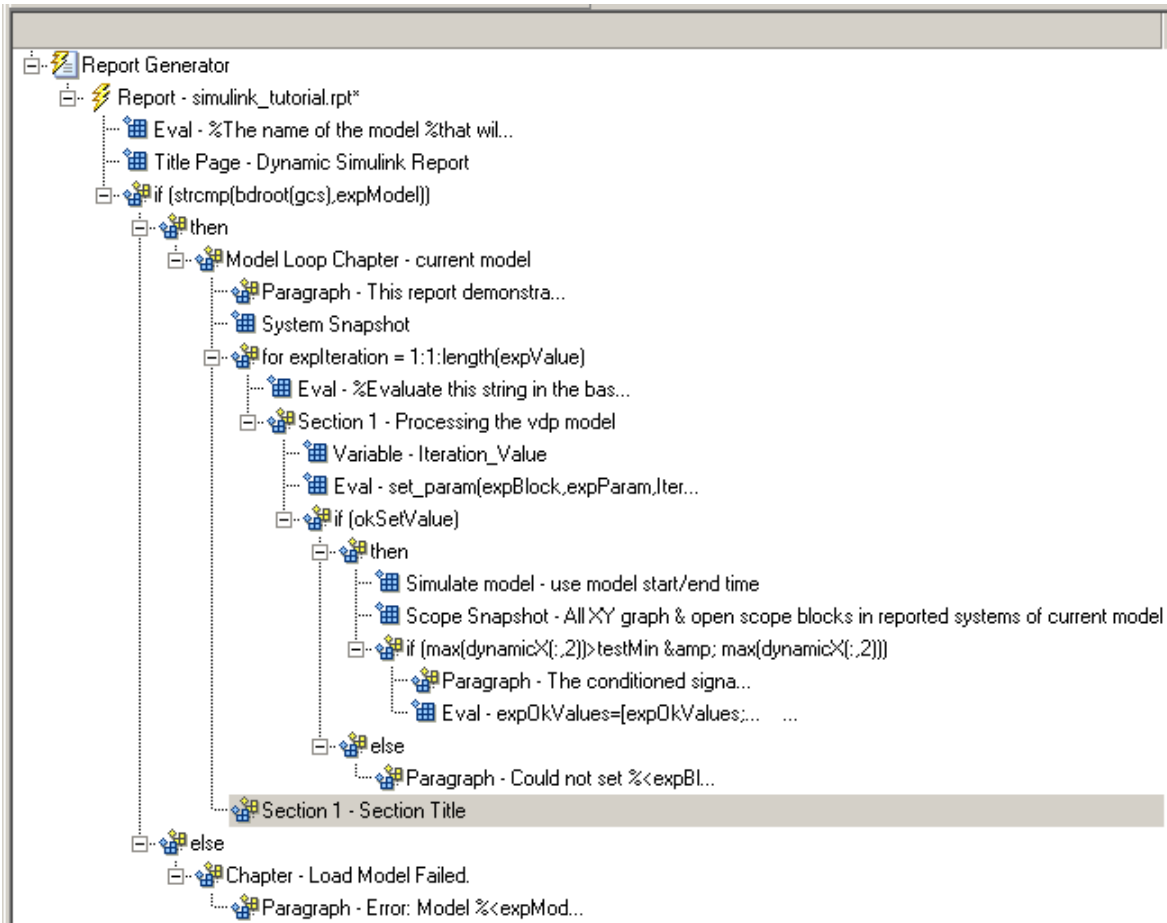 Report Generator
Report - simulink_tutorial.rpt*
Eval - %The name of the model %that wil...
Title Page - Dynamic Simulink Report
if (strcmp(bdroot(gcs),expModel))
then
Model Loop Chapter - current model
Paragraph - This report demonstra...
System Snapshot
for expIteration = 1:1:length(expValue)
Eval - %Evaluate this string in the bas...
Section 1 - Processing the vdp model
Variable - Iteration_Value
Eval - set_param(expBlock,expParam,Iter...
if (okSetValue)
then
Simulate model - use model start/end time
Scope Snapshot - All XY graph & open scope blocks in reported systems of current model
if (max(dynamicX(:,2))>testMin &amp; max(dynamicX(:,2)))
Paragraph - The conditioned signa...
Eval - expOkValues=[expOkValues;... ...
else
Paragraph - Could not set %<expBl...
Section 1 - Section Title
else
Chapter - Load Model Failed.
Paragraph - Error: Model %<expMod...